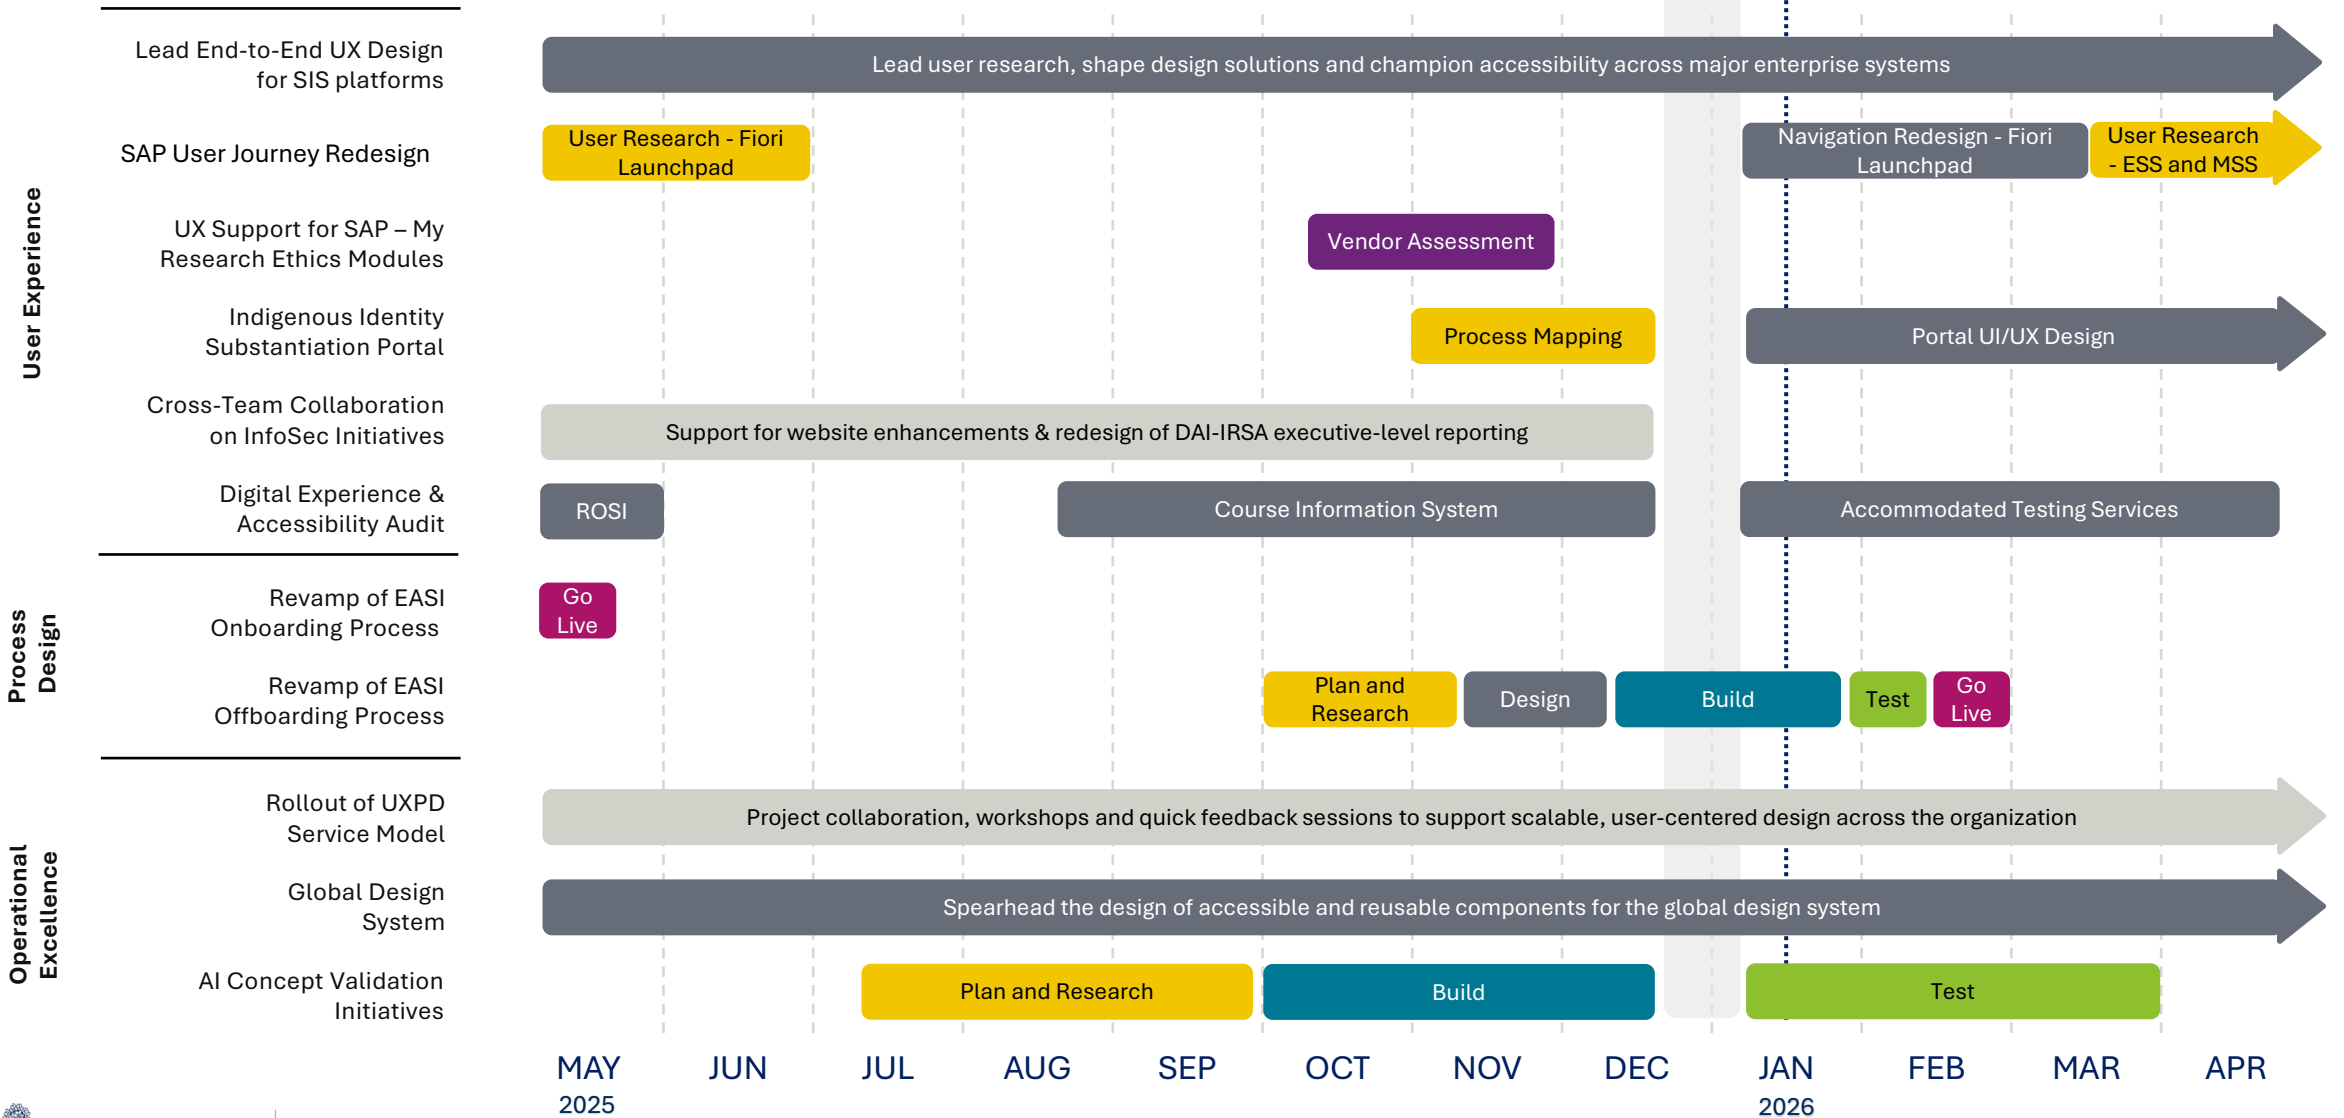 User Experience
Lead End-to-End UX Design
for SIS platforms
Lead user research, shape design solutions and champion accessibility across major enterprise systems
SAP User Journey Redesign
User Research - Fiori
Launchpad
Navigation Redesign - Fiori
Launchpad
User Research
- ESS and MSS
UX Support for SAP – My
Research Ethics Modules
Vendor Assessment
Indigenous Identity
Substantiation Portal
Process Mapping
Portal UI/UX Design
Cross-Team Collaboration
on InfoSec Initiatives
Support for website enhancements & redesign of DAI-IRSA executive-level reporting
Digital Experience &
Accessibility Audit
ROSI
Course Information System
Accommodated Testing Services
Process
Design
Revamp of EASI
Onboarding Process
Go
Live
Revamp of EASI
Offboarding Process
Plan and
Research
Design
Build
Test
Go
Live
Operational
Excellence
Rollout of UXPD
Service Model
Project collaboration, workshops and quick feedback sessions to support scalable, user-centered design across the organization
Global Design
System
Spearhead the design of accessible and reusable components for the global design system
AI Concept Validation
Initiatives
Plan and Research
Build
Test
MAY JUN JUL AUG SEP OCT NOV DEC JAN FEB MAR APR
2025 2026